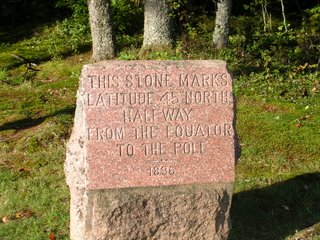 THIS STONE MARKS
LATITUDE 45 NORTH
HALFWAY
FROM THE EQUATOR
TO THE POLE
1896